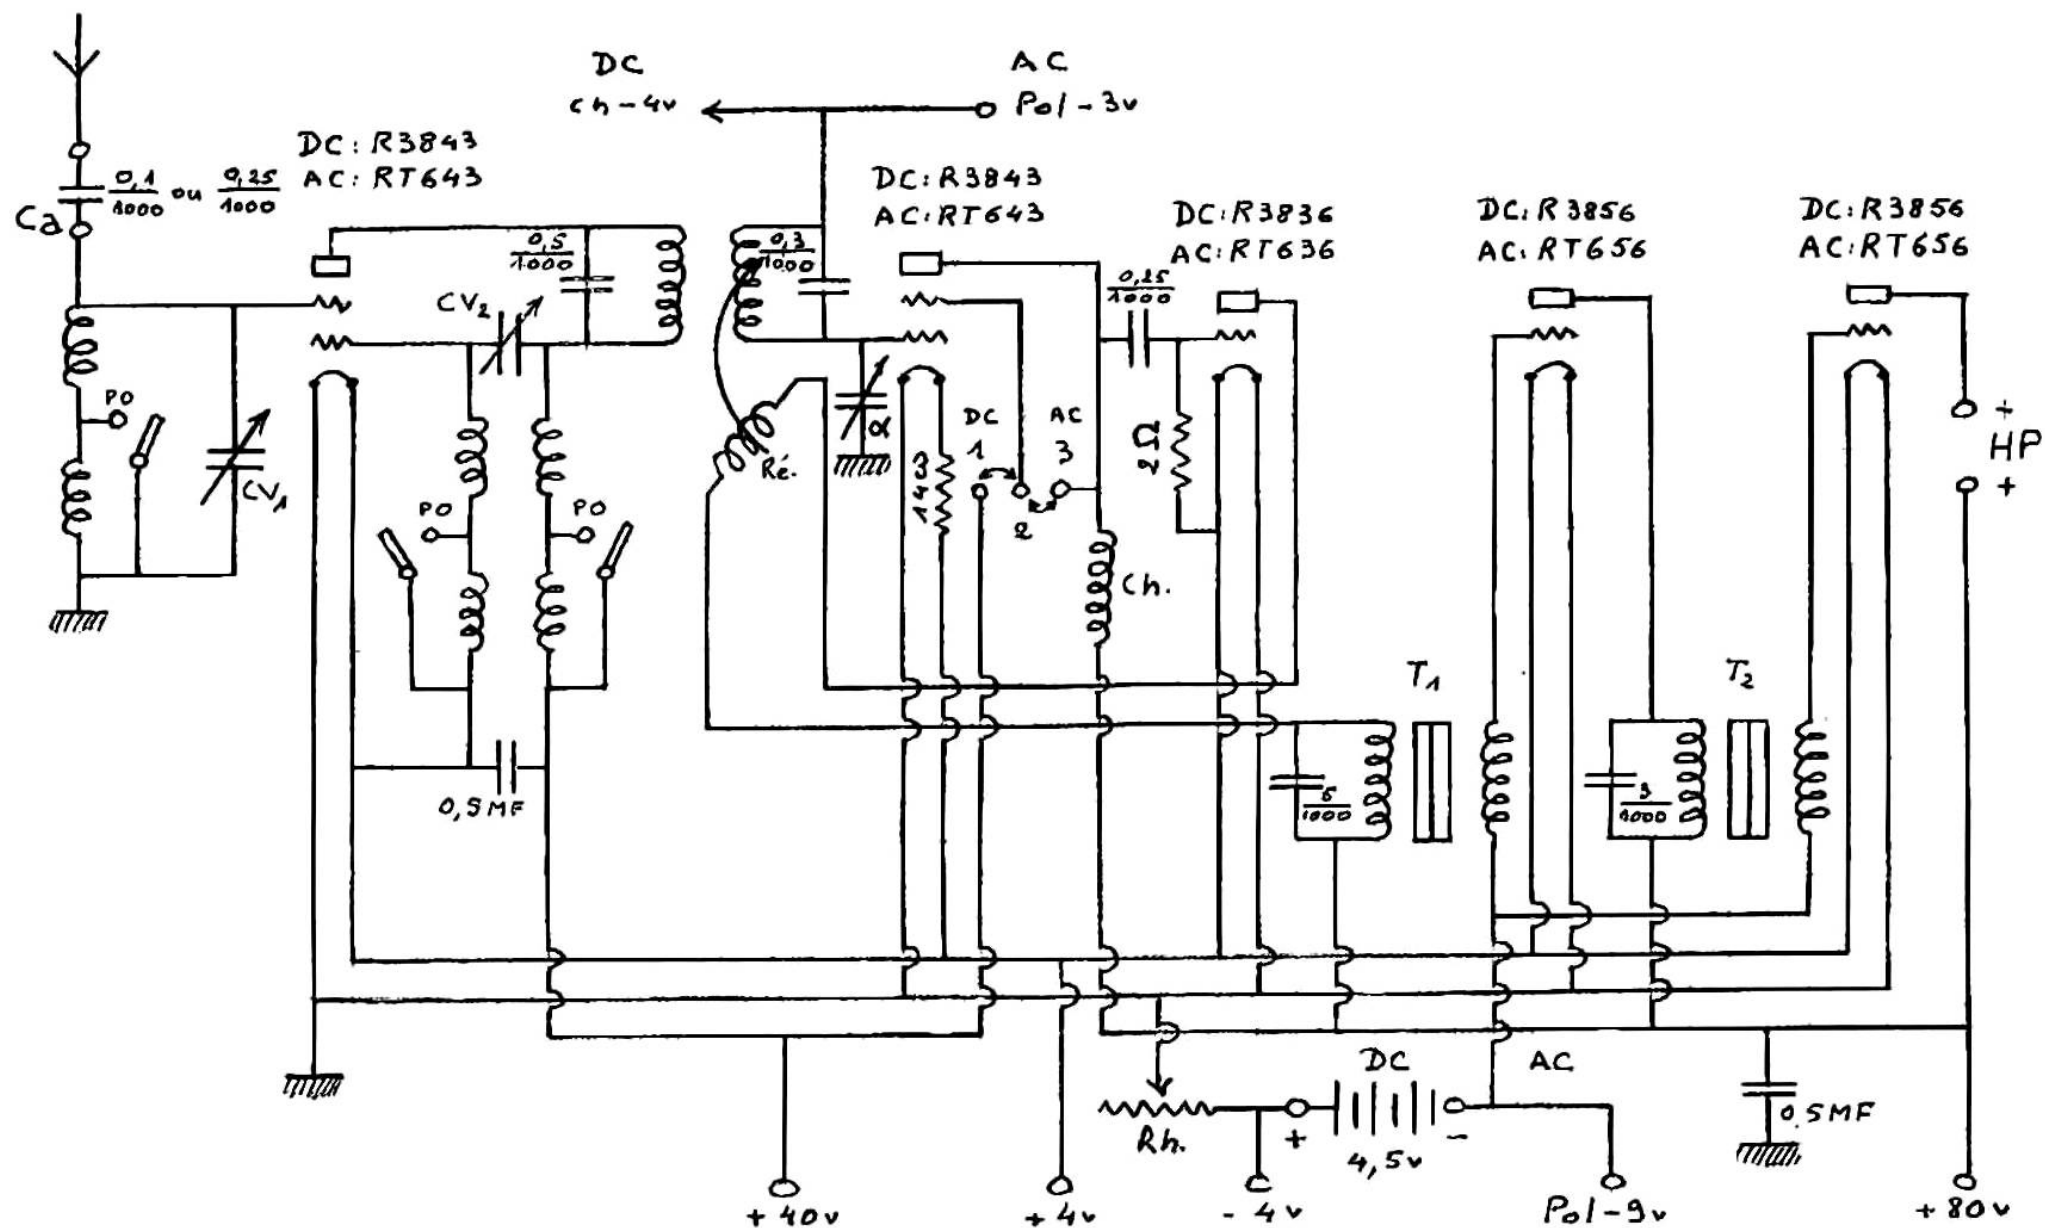 DC
AC
ch-4v
Pol-3v
DC: R3843
AC: RT643
0,1/1000 ou 0,25/1000
Ca
DC: R3843
AC: RT643
DC: R3836
AC: RT636
DC: R3856
AC: RT656
DC: R3856
AC: RT656
0,5/1000
0,3/1000
0,25/1000
CV2
PO
CV1
PO
PO
Ré.
α
143
DC
1
2
AC
3
2Ω
Ch.
+
HP
+
T1
T2
0,5MF
5/1000
3/1000
DC
AC
Rh.
+
4,5v
-
0,5MF
+40v
+4v
-4v
Pol-9v
+80v